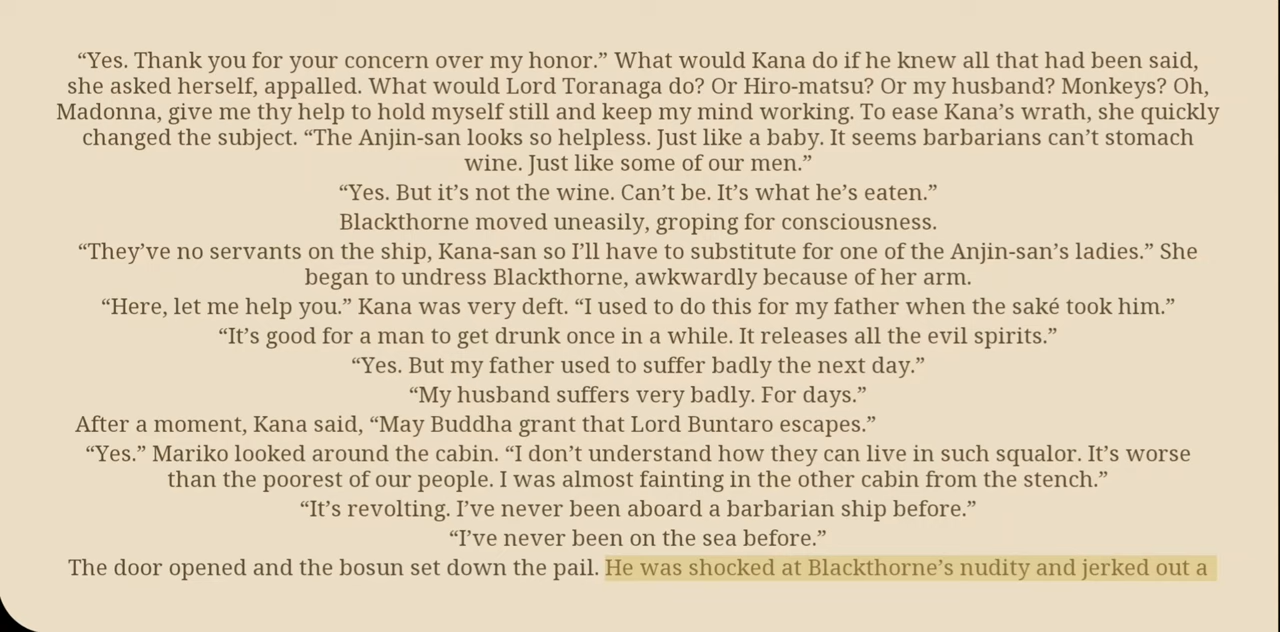 “Yes. Thank you for your concern over my honor.” What would Kana do if he knew all that had been said,
she asked herself, appalled. What would Lord Toranaga do? Or Hiro-matsu? Or my husband? Monkeys? Oh,
Madonna, give me thy help to hold myself still and keep my mind working. To ease Kana’s wrath, she quickly
changed the subject. “The Anjin-san looks so helpless. Just like a baby. It seems barbarians can’t stomach
wine. Just like some of our men.”
“Yes. But it’s not the wine. Can’t be. It’s what he’s eaten.”
Blackthorne moved uneasily, groping for consciousness.
“They’ve no servants on the ship, Kana-san so I’ll have to substitute for one of the Anjin-san’s ladies.” She
began to undress Blackthorne, awkwardly because of her arm.
“Here, let me help you.” Kana was very deft. “I used to do this for my father when the saké took him.”
“It’s good for a man to get drunk once in a while. It releases all the evil spirits.”
“Yes. But my father used to suffer badly the next day.”
“My husband suffers very badly. For days.”
After a moment, Kana said, “May Buddha grant that Lord Buntaro escapes.”
“Yes.” Mariko looked around the cabin. “I don’t understand how they can live in such squalor. It’s worse
than the poorest of our people. I was almost fainting in the other cabin from the stench.”
“It’s revolting. I’ve never been aboard a barbarian ship before.”
“I’ve never been on the sea before.”
The door opened and the bosun set down the pail. He was shocked at Blackthorne’s nudity and jerked out a